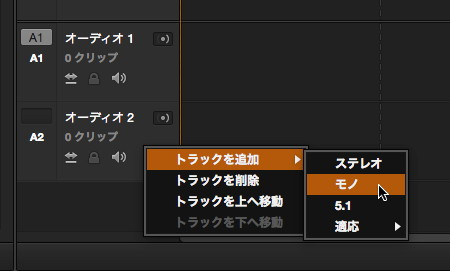 A1
オーディオ 1
A1
0 クリップ
オーディオ 2
A2
0 クリップ
トラックを追加
トラックを削除
トラックを上へ移動
トラックを下へ移動
ステレオ
モノ
5.1
適応